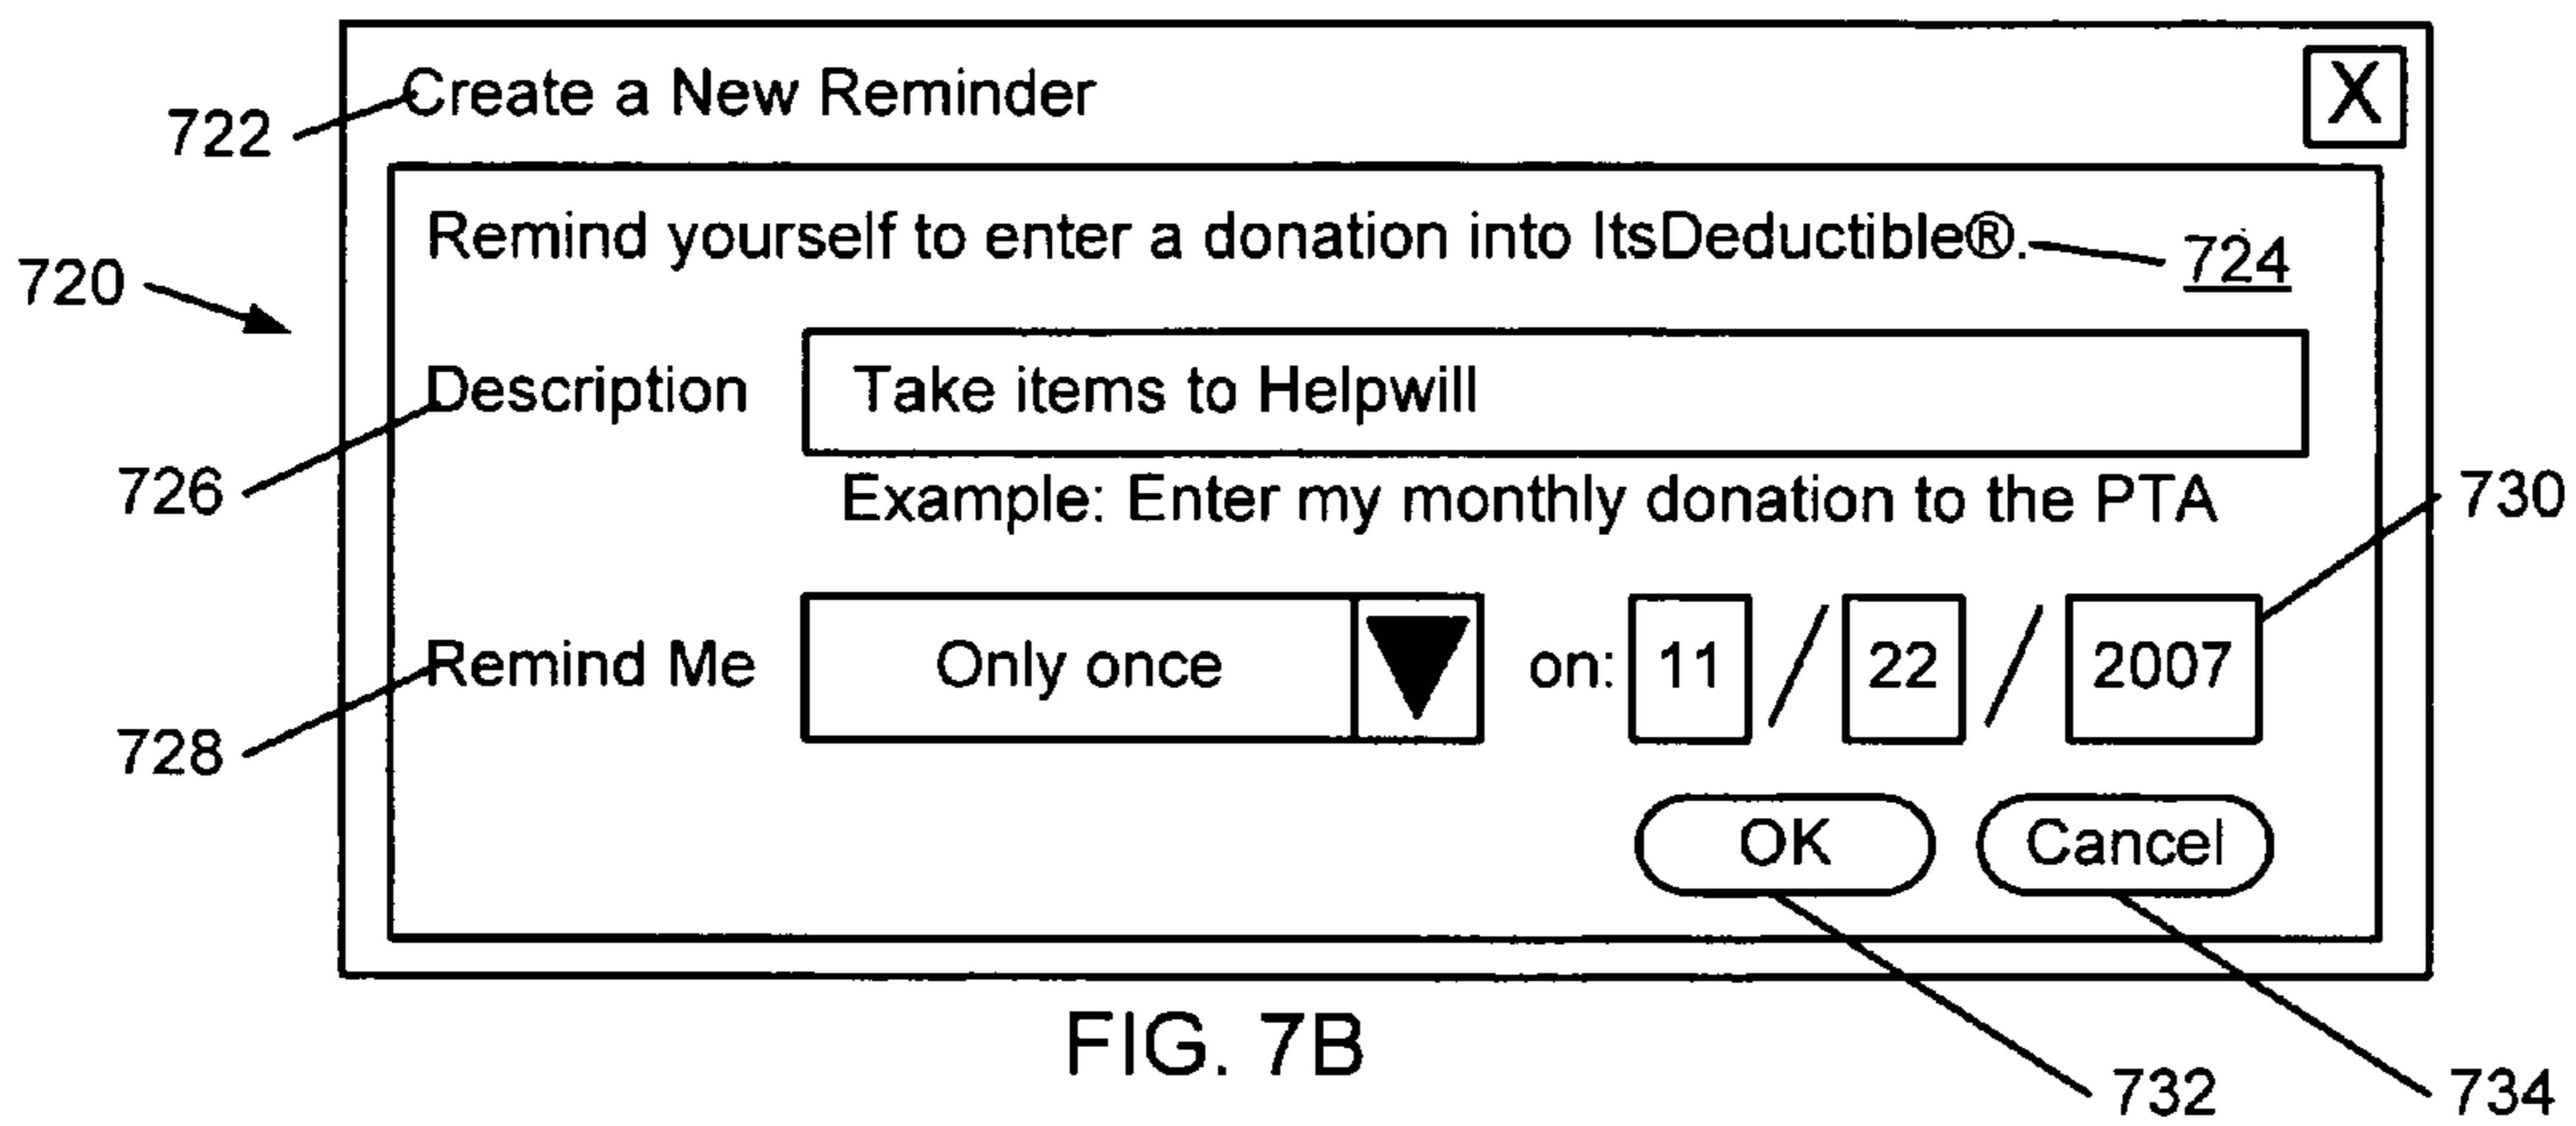 Create a New Reminder X
722
Remind yourself to enter a donation into ItsDeductible®. 724
720
Description Take items to Helpwill
726
Example: Enter my monthly donation to the PTA 730
Remind Me Only once on: 11 / 22 / 2007
728
OK Cancel
FIG. 7B
732 734